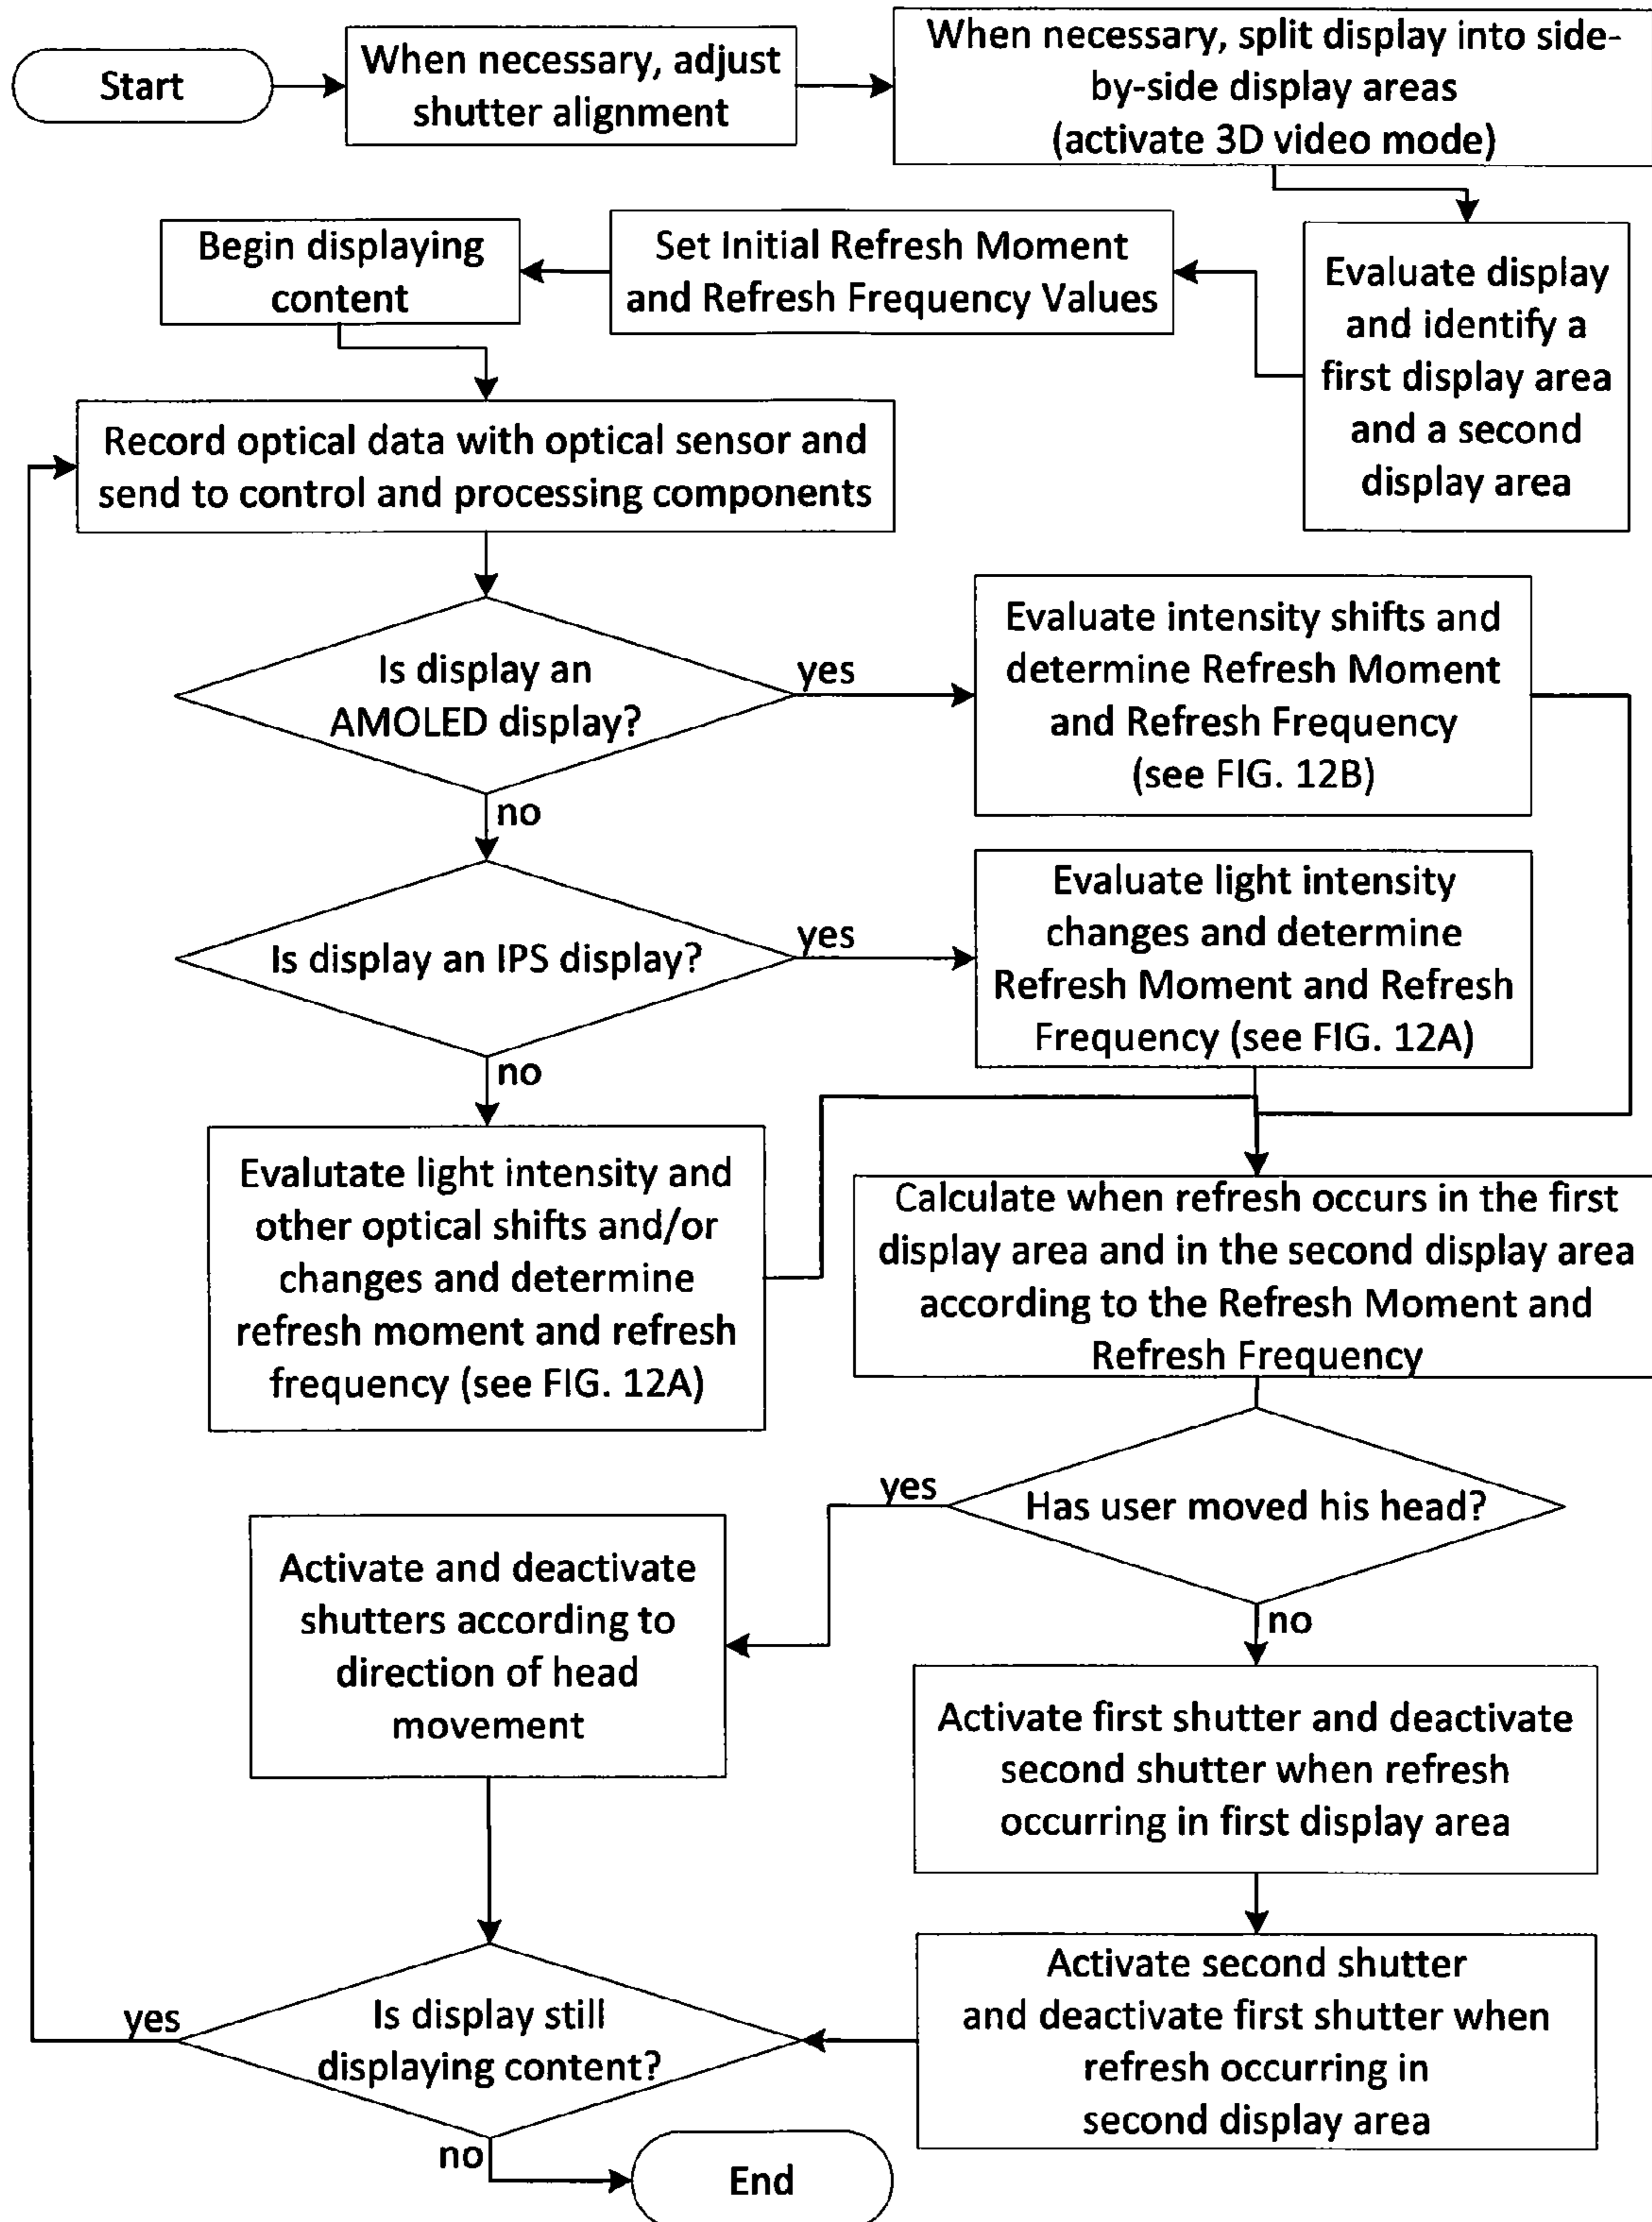 Start
When necessary, adjust
shutter alignment
When necessary, split display into side-
by-side display areas
(activate 3D video mode)
Evaluate display
and identify a
first display area
and a second
display area
Set Initial Refresh Moment
and Refresh Frequency Values
Begin displaying
content
Record optical data with optical sensor and
send to control and processing components
Is display an
AMOLED display?
yes
Evaluate intensity shifts and
determine Refresh Moment
and Refresh Frequency
(see FIG. 12B)
no
Is display an IPS display?
yes
Evaluate light intensity
changes and determine
Refresh Moment and Refresh
Frequency (see FIG. 12A)
no
Evalutate light intensity and
other optical shifts and/or
changes and determine
refresh moment and refresh
frequency (see FIG. 12A)
Calculate when refresh occurs in the first
display area and in the second display area
according to the Refresh Moment and
Refresh Frequency
Has user moved his head?
yes
Activate and deactivate
shutters according to
direction of head
movement
no
Activate first shutter and deactivate
second shutter when refresh
occurring in first display area
Activate second shutter
and deactivate first shutter when
refresh occurring in
second display area
Is display still
displaying content?
yes
no
End